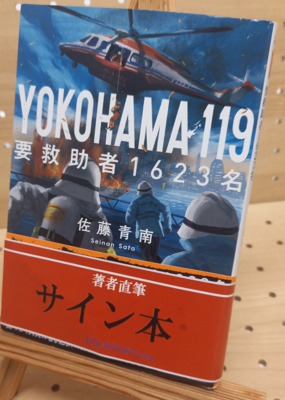 YOKOHAMA 119
要救助者1623名
佐藤青南
Seinan Sato
著者直筆
サイン本